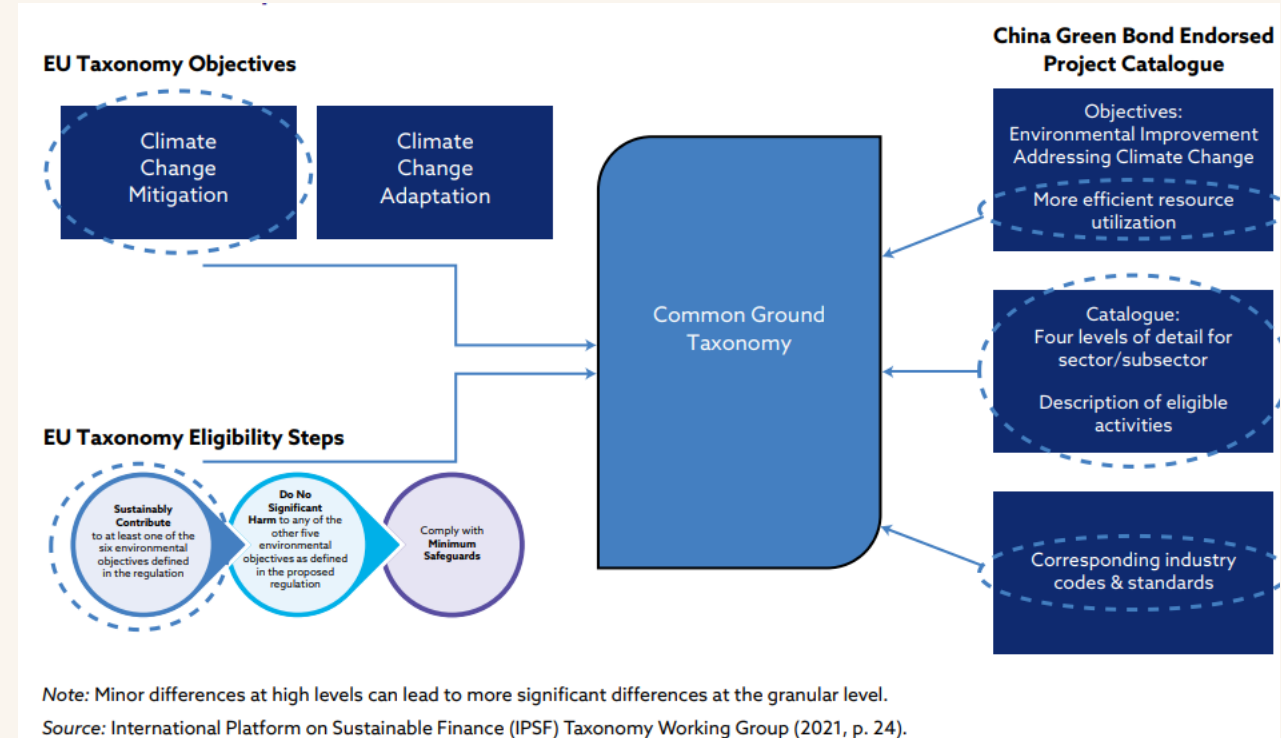 EU Taxonomy Objectives
Climate
Change
Mitigation
Climate
Change
Adaptation
EU Taxonomy Eligibility Steps
Sustainably
Contribute
to at least one of the
six environmental
objectives defined
in the regulation
Do No
Significant
Harm to any of the
other five
environmental
objectives as defined
in the proposed
regulation
Comply with
Minimum
Safeguards
Common Ground
Taxonomy
China Green Bond Endorsed
Project Catalogue
Objectives:
Environmental Improvement
Addressing Climate Change
More efficient resource
utilization
Catalogue:
Four levels of detail for
sector/subsector
Description of eligible
activities
Corresponding industry
codes & standards
Note: Minor differences at high levels can lead to more significant differences at the granular level.
Source: International Platform on Sustainable Finance (IPSF) Taxonomy Working Group (2021, p. 24).